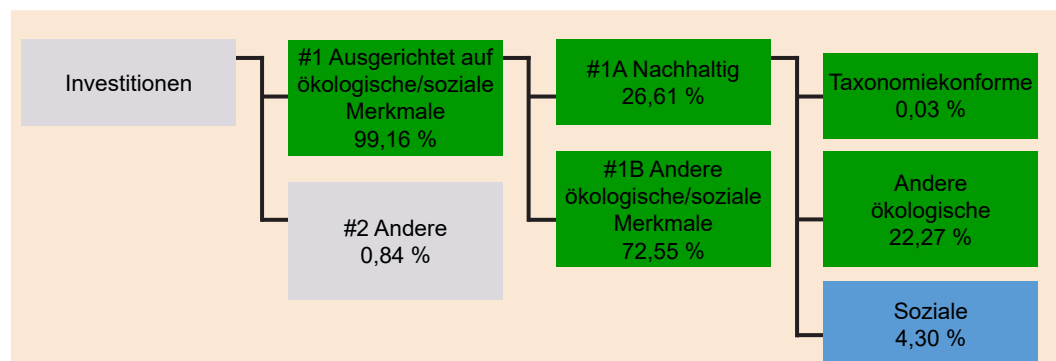 Investitionen
#1 Ausgerichtet auf
ökologische/soziale
Merkmale
99,16 %
#2 Andere
0,84 %
#1A Nachhaltig
26,61 %
#1B Andere
ökologische/soziale
Merkmale
72,55 %
Taxonomiekonforme
0,03 %
Andere
ökologische
22,27 %
Soziale
4,30 %